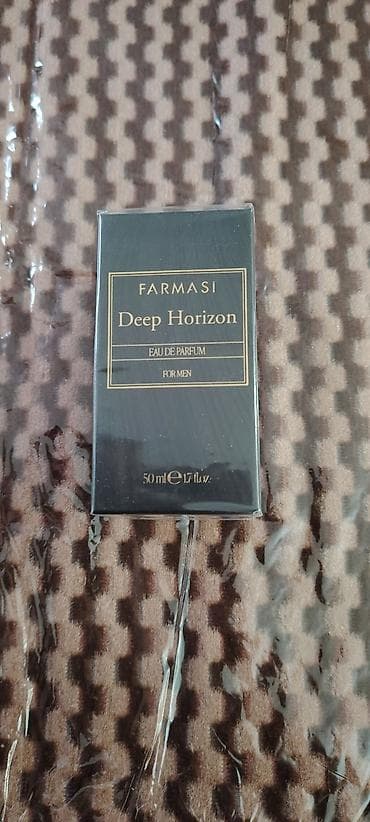 FARMASI
Deep Horizon
EAU DE PARFUM
FOR MEN
50 ml ℮ 1.7 fl.oz.